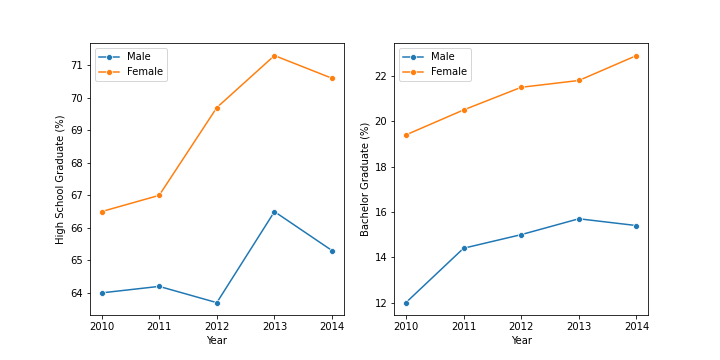 Male
Female
High School Graduate (%)
71
70
69
68
67
66
65
64
2010 2011 2012 2013 2014
Year
Male
Female
Bachelor Graduate (%)
22
20
18
16
14
12
2010 2011 2012 2013 2014
Year